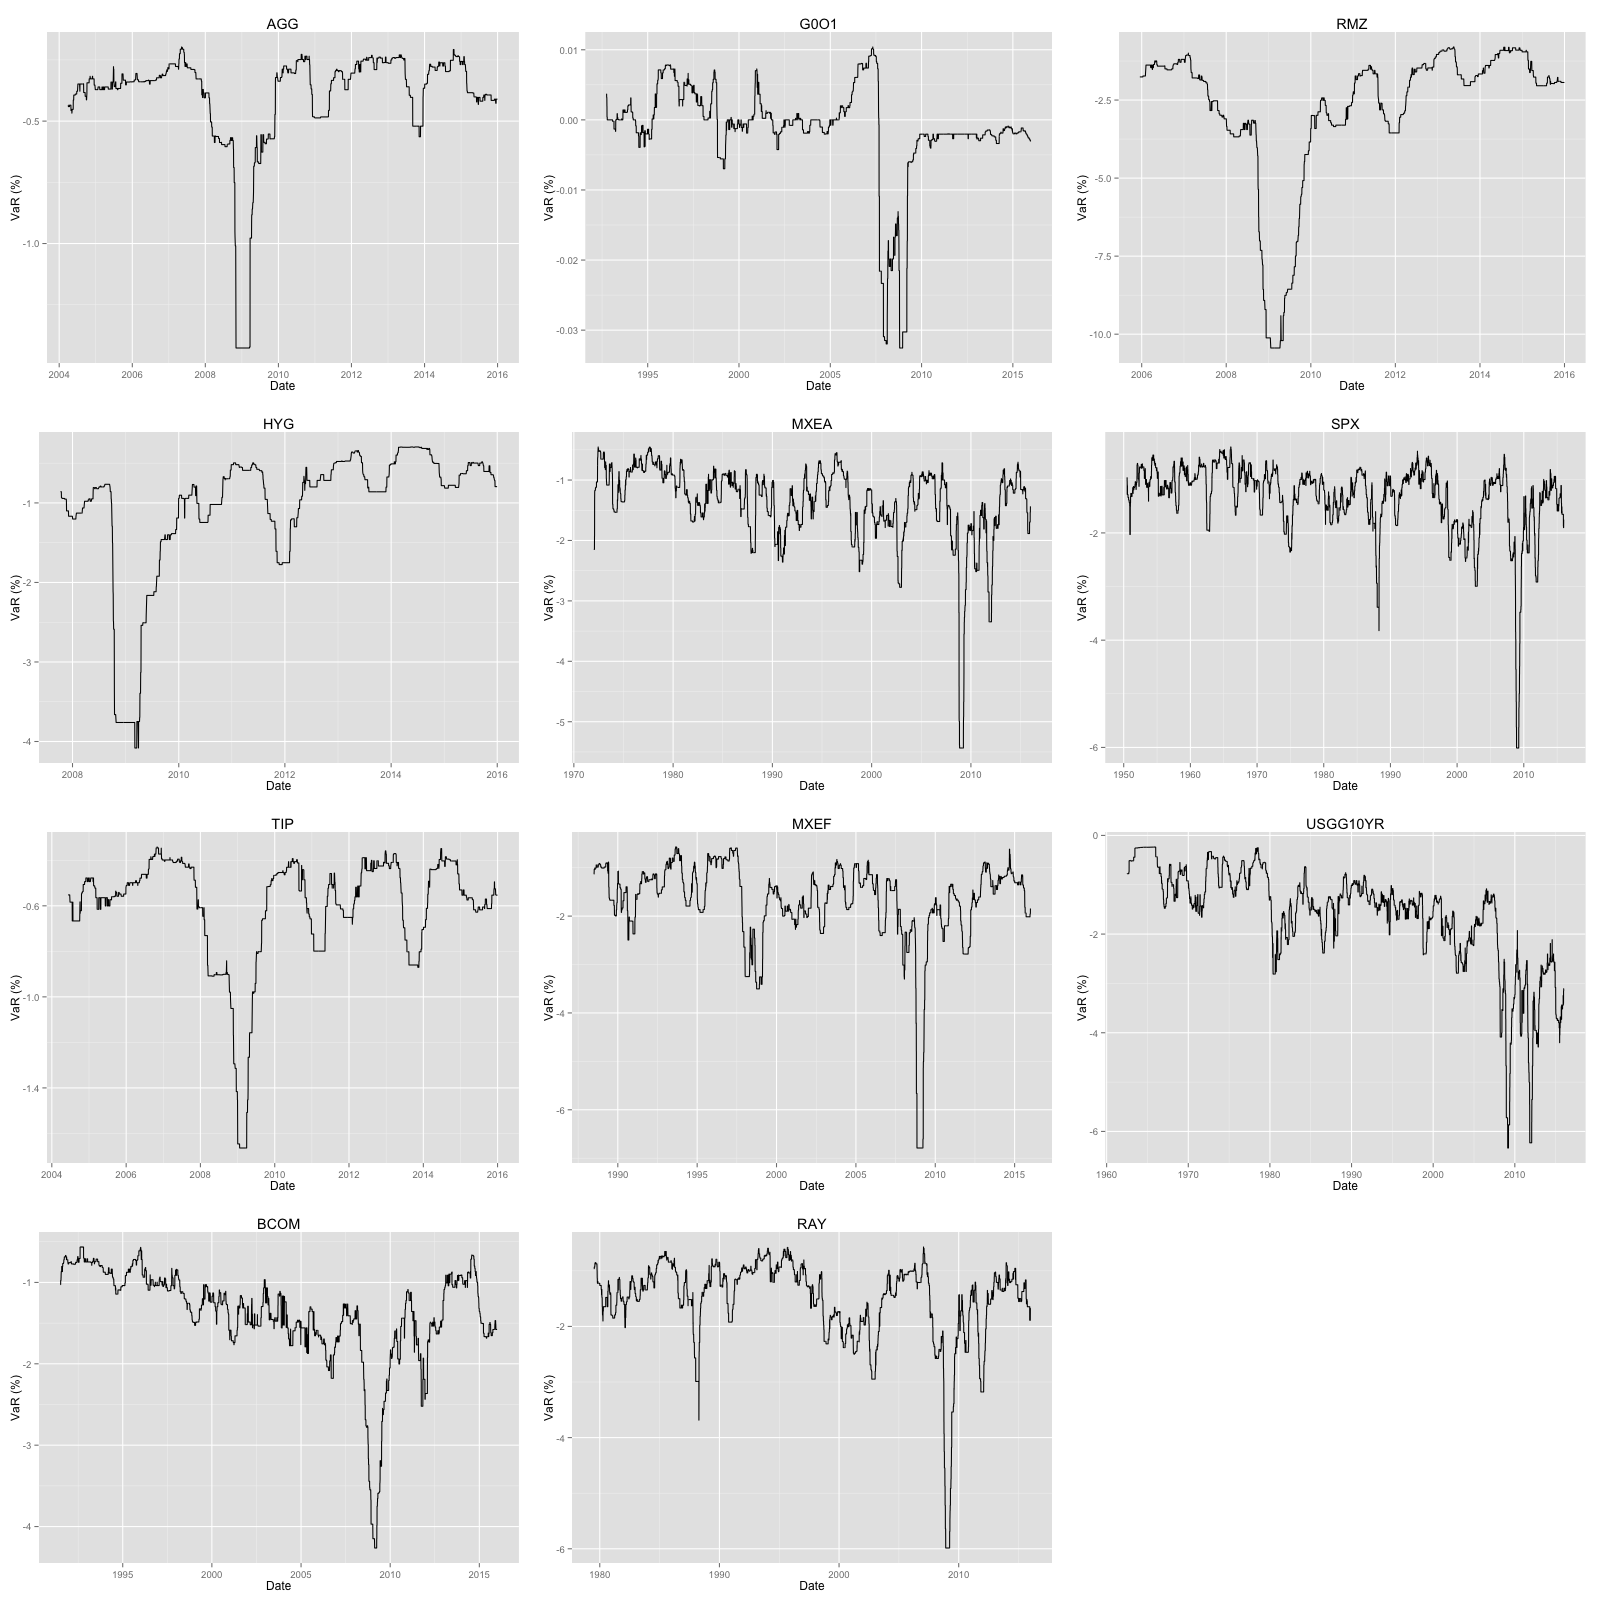 AGG
VaR (%)
-0.5
-1.0
2004 2006 2008 2010 2012 2014 2016
Date
G0O1
VaR (%)
0.01
0.00
-0.01
-0.02
-0.03
1995 2000 2005 2010 2015
Date
RMZ
VaR (%)
-2.5
-5.0
-7.5
-10.0
2006 2008 2010 2012 2014 2016
Date
HYG
VaR (%)
-1
-2
-3
-4
2008 2010 2012 2014 2016
Date
MXEA
VaR (%)
-1
-2
-3
-4
-5
1970 1980 1990 2000 2010
Date
SPX
VaR (%)
-2
-4
-6
1950 1960 1970 1980 1990 2000 2010
Date
TIP
VaR (%)
-0.6
-1.0
-1.4
2004 2006 2008 2010 2012 2014 2016
Date
MXEF
VaR (%)
-2
-4
-6
1990 1995 2000 2005 2010 2015
Date
USGG10YR
VaR (%)
0
-2
-4
-6
1960 1970 1980 1990 2000 2010
Date
BCOM
VaR (%)
-1
-2
-3
-4
1995 2000 2005 2010 2015
Date
RAY
VaR (%)
-2
-4
-6
1980 1990 2000 2010
Date